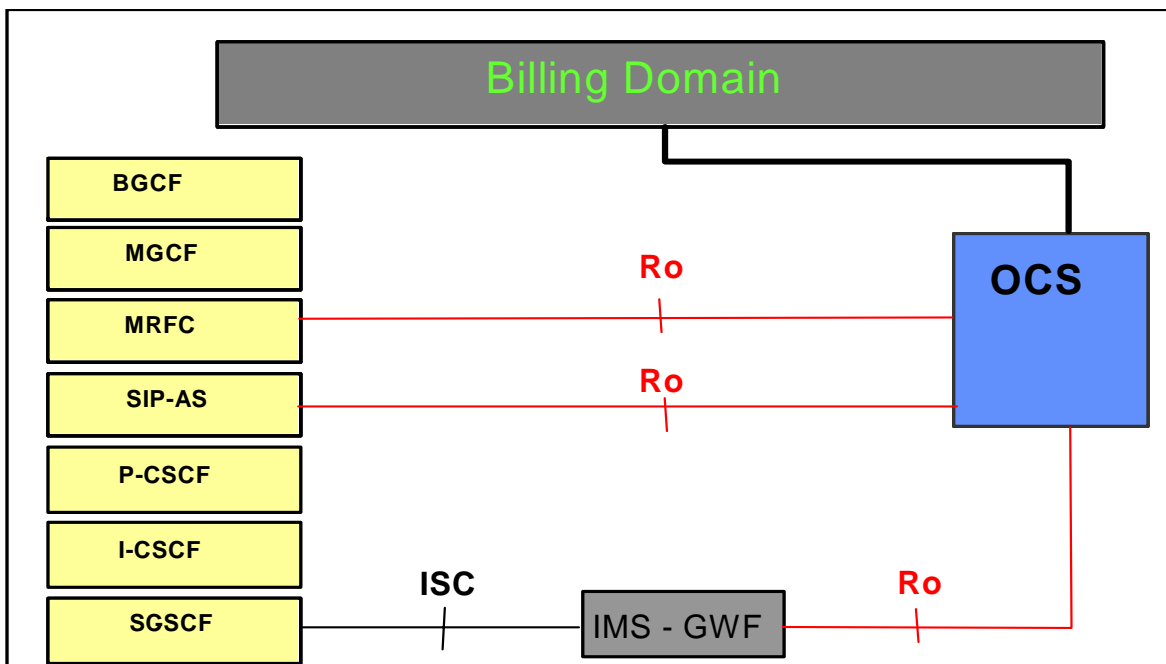 Billing Domain
BGCF
MGCF
MRFC
SIP-AS
P-CSCF
I-CSCF
SGSCF
Ro
Ro
OCS
ISC
IMS - GWF
Ro